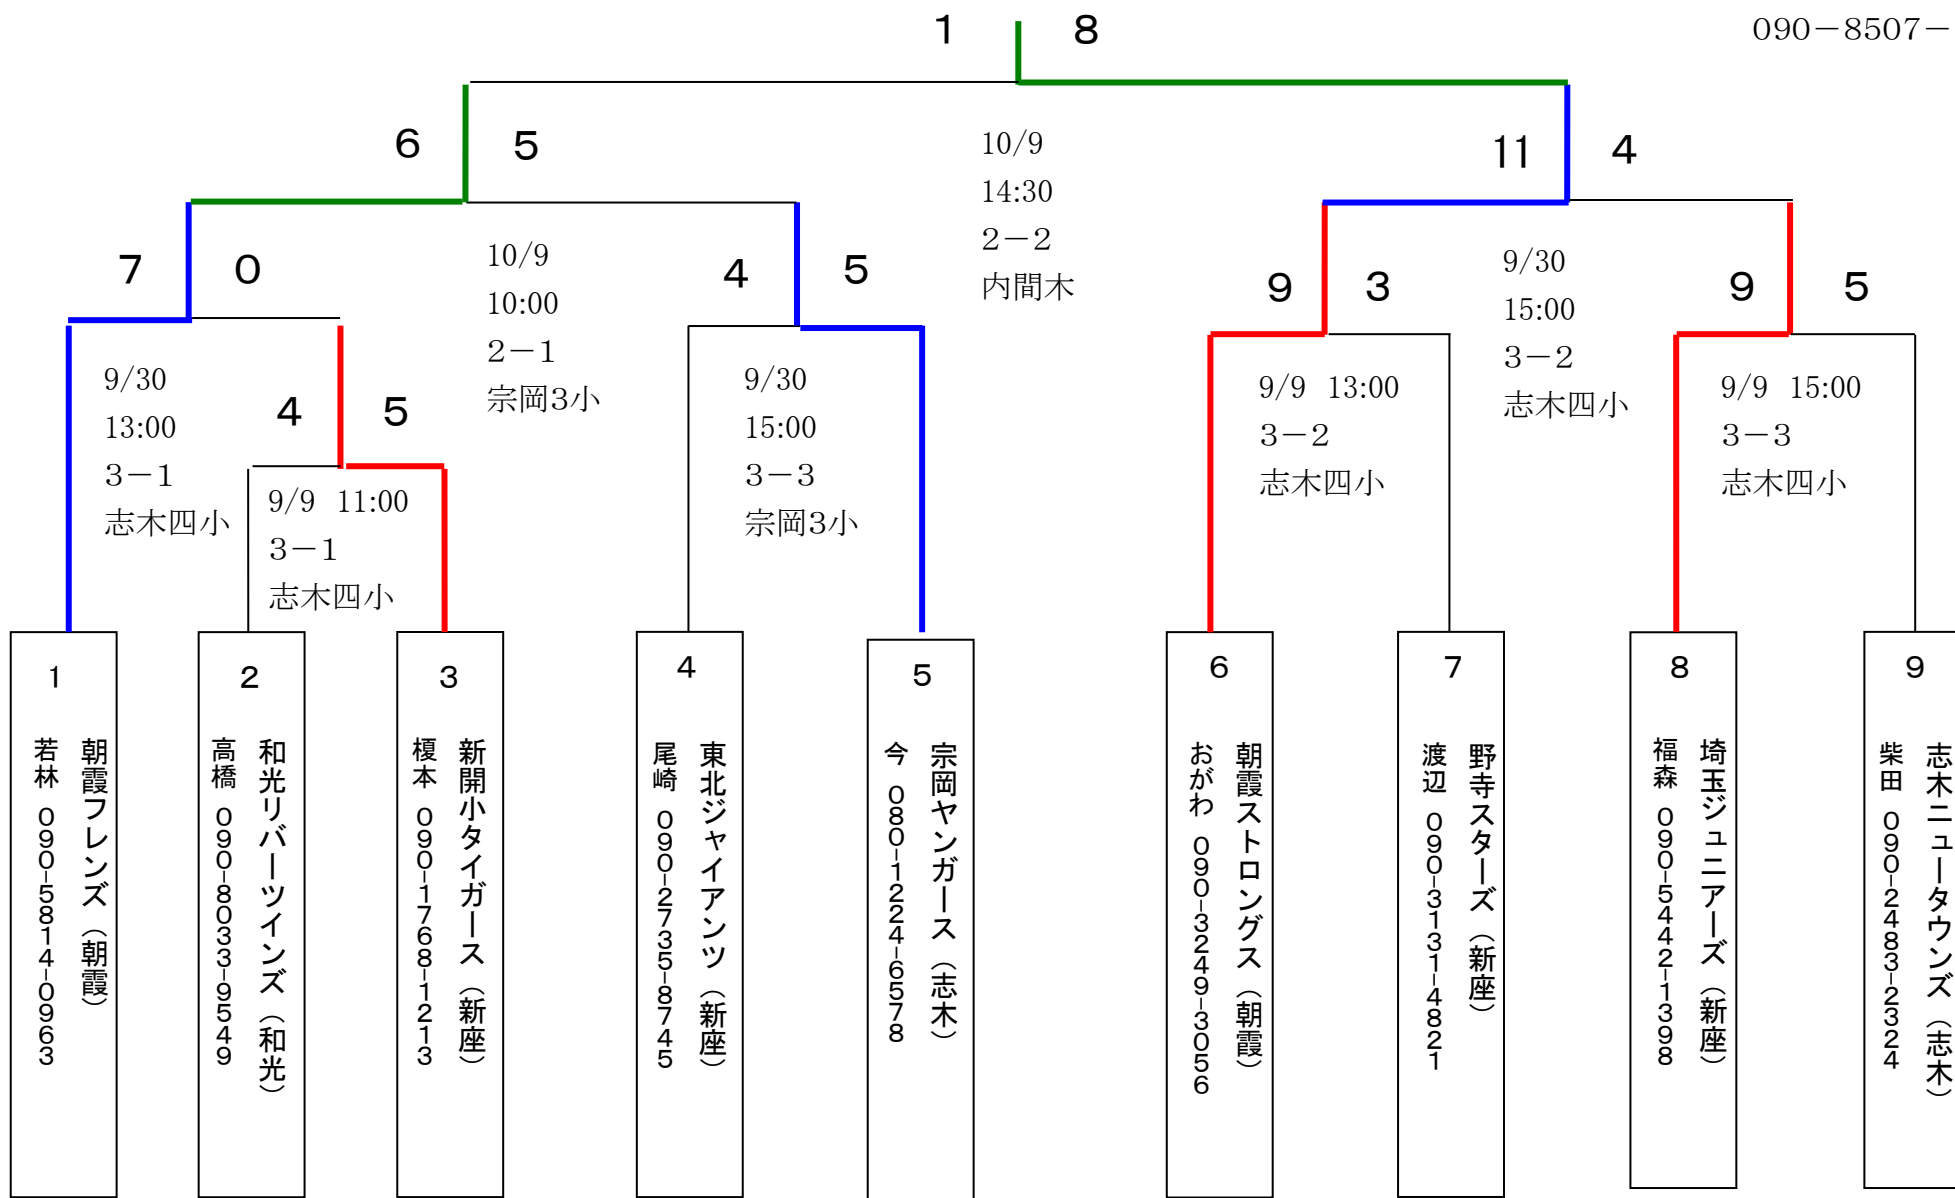 1 8
090－8507－
6 5
10/9
14:30
2－2
内間木
11 4
7 0
10/9
10:00
2－1
宗岡3小
4 5
9 3
9/30
15:00
3－2
志木四小
9 5
9/30
13:00
3－1
志木四小
4 5
9/9 11:00
3－1
志木四小
9/30
15:00
3－3
宗岡3小
9/9 13:00
3－2
志木四小
9/9 15:00
3－3
志木四小
1
朝霞フレンズ（朝霞）
若林 090-5814-0963
2
和光リバーツインズ（和光）
高橋 090-8033-9549
3
新開小タイガース（新座）
榎本 090-1768-1213
4
東北ジャイアンツ（新座）
尾崎 090-2735-8745
5
宗岡ヤンガース（志木）
今 080-1224-6578
6
朝霞ストロングス（朝霞）
おがわ 090-3249-3056
7
野寺スターズ（新座）
渡辺 090-3131-4821
8
埼玉ジュニアーズ（新座）
福森 090-5442-1398
9
志木ニュータウンズ（志木）
柴田 090-2483-2324